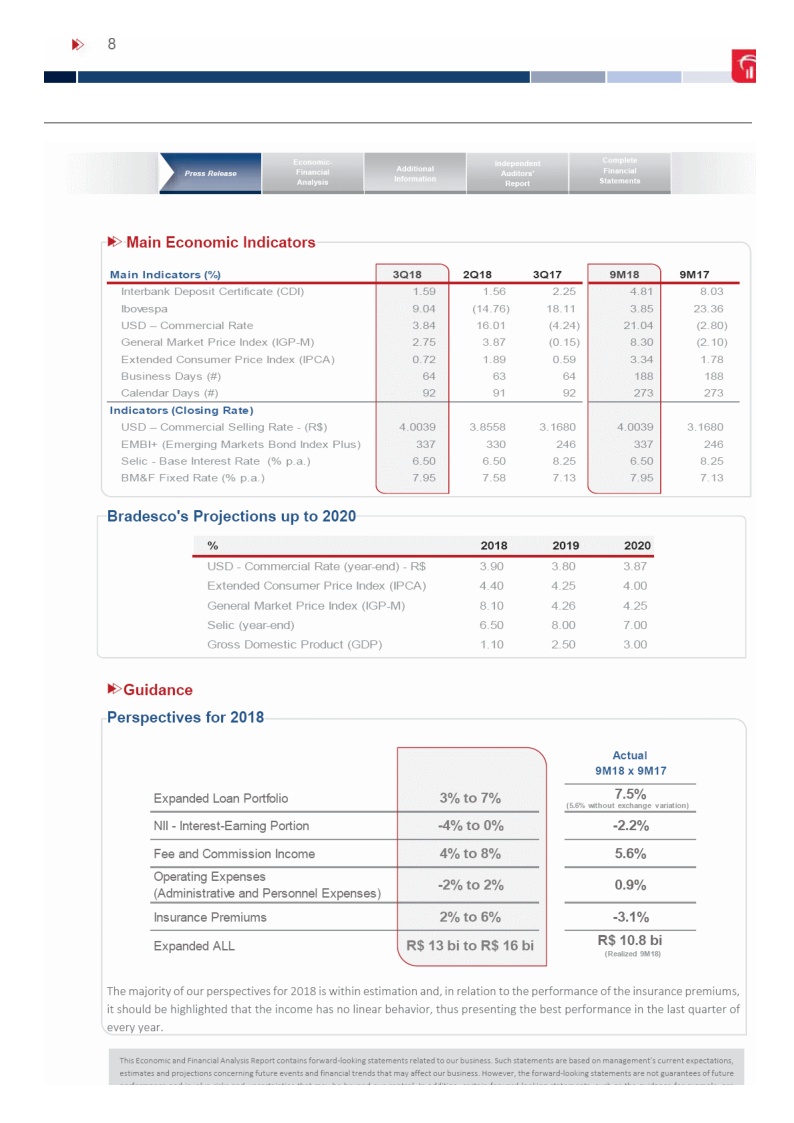 8
Press Release
Economic-
Financial
Analysis
Additional
Information
Independent
Auditors'
Report
Complete
Financial
Statements
Main Economic Indicators
Main Indicators (%) 3Q18 2Q18 3Q17 9M18 9M17
Interbank Deposit Certificate (CDI) 1.59 1.56 2.25 4.81 8.03
Ibovespa 9.04 (14.76) 18.11 3.85 23.36
USD – Commercial Rate 3.84 16.01 (4.24) 21.04 (2.80)
General Market Price Index (IGP-M) 2.75 3.87 (0.15) 8.30 (2.10)
Extended Consumer Price Index (IPCA) 0.72 1.89 0.59 3.34 1.78
Business Days (#) 64 63 64 188 188
Calendar Days (#) 92 91 92 273 273
Indicators (Closing Rate)
USD – Commercial Selling Rate - (R$) 4.0039 3.8558 3.1680 4.0039 3.1680
EMBI+ (Emerging Markets Bond Index Plus) 337 330 246 337 246
Selic - Base Interest Rate (% p.a.) 6.50 6.50 8.25 6.50 8.25
BM&F Fixed Rate (% p.a.) 7.95 7.58 7.13 7.95 7.13
Bradesco's Projections up to 2020
% 2018 2019 2020
USD - Commercial Rate (year-end) - R$ 3.90 3.80 3.87
Extended Consumer Price Index (IPCA) 4.40 4.25 4.00
General Market Price Index (IGP-M) 8.10 4.26 4.25
Selic (year-end) 6.50 8.00 7.00
Gross Domestic Product (GDP) 1.10 2.50 3.00
Guidance
Perspectives for 2018
Actual
9M18 x 9M17
Expanded Loan Portfolio 3% to 7% 7.5%
(5.6% without exchange variation)
NII - Interest-Earning Portion -4% to 0% -2.2%
Fee and Commission Income 4% to 8% 5.6%
Operating Expenses
(Administrative and Personnel Expenses) -2% to 2% 0.9%
Insurance Premiums 2% to 6% -3.1%
Expanded ALL R$ 13 bi to R$ 16 bi R$ 10.8 bi
(Realized 9M18)
The majority of our perspectives for 2018 is within estimation and, in relation to the performance of the insurance premiums,
it should be highlighted that the income has no linear behavior, thus presenting the best performance in the last quarter of
every year.
This Economic and Financial Analysis Report contains forward-looking statements related to our business. Such statements are based on management's current expectations,
estimates and projections concerning future events and financial trends that may affect our business. However, the forward-looking statements are not guarantees of future